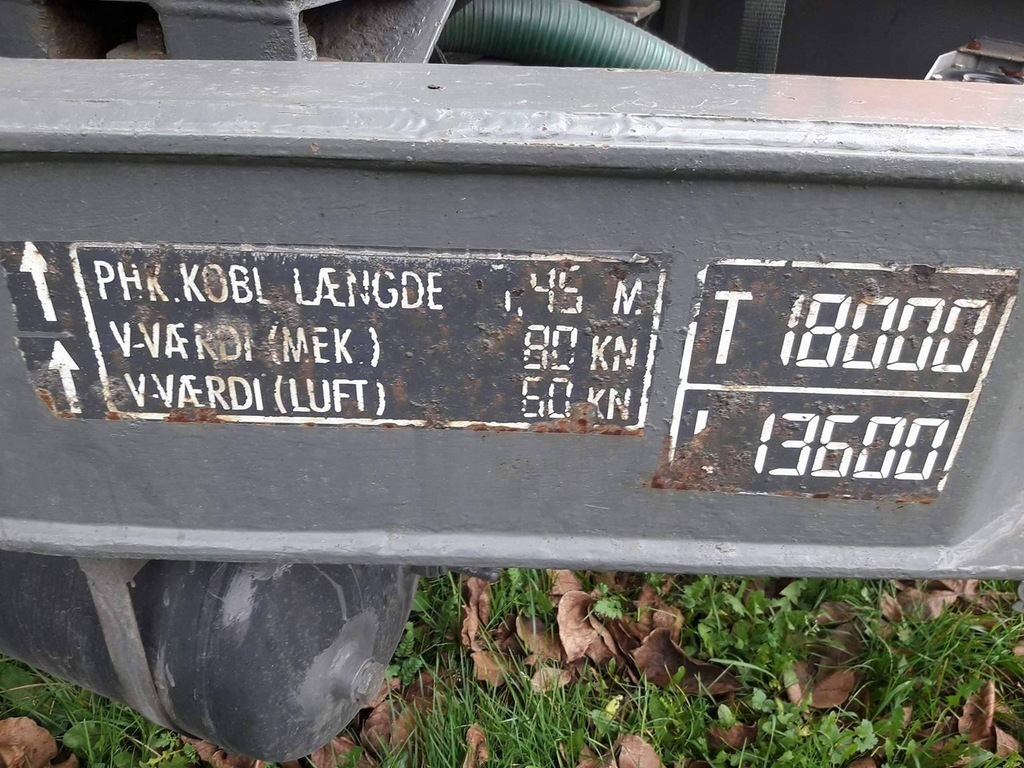 PHK. KOBL LÆNGDE ,45 M.
V-VÆRDI (MEK.) 80 KN
V-VÆRDI (LUFT) 60 KN
T 18000
13600